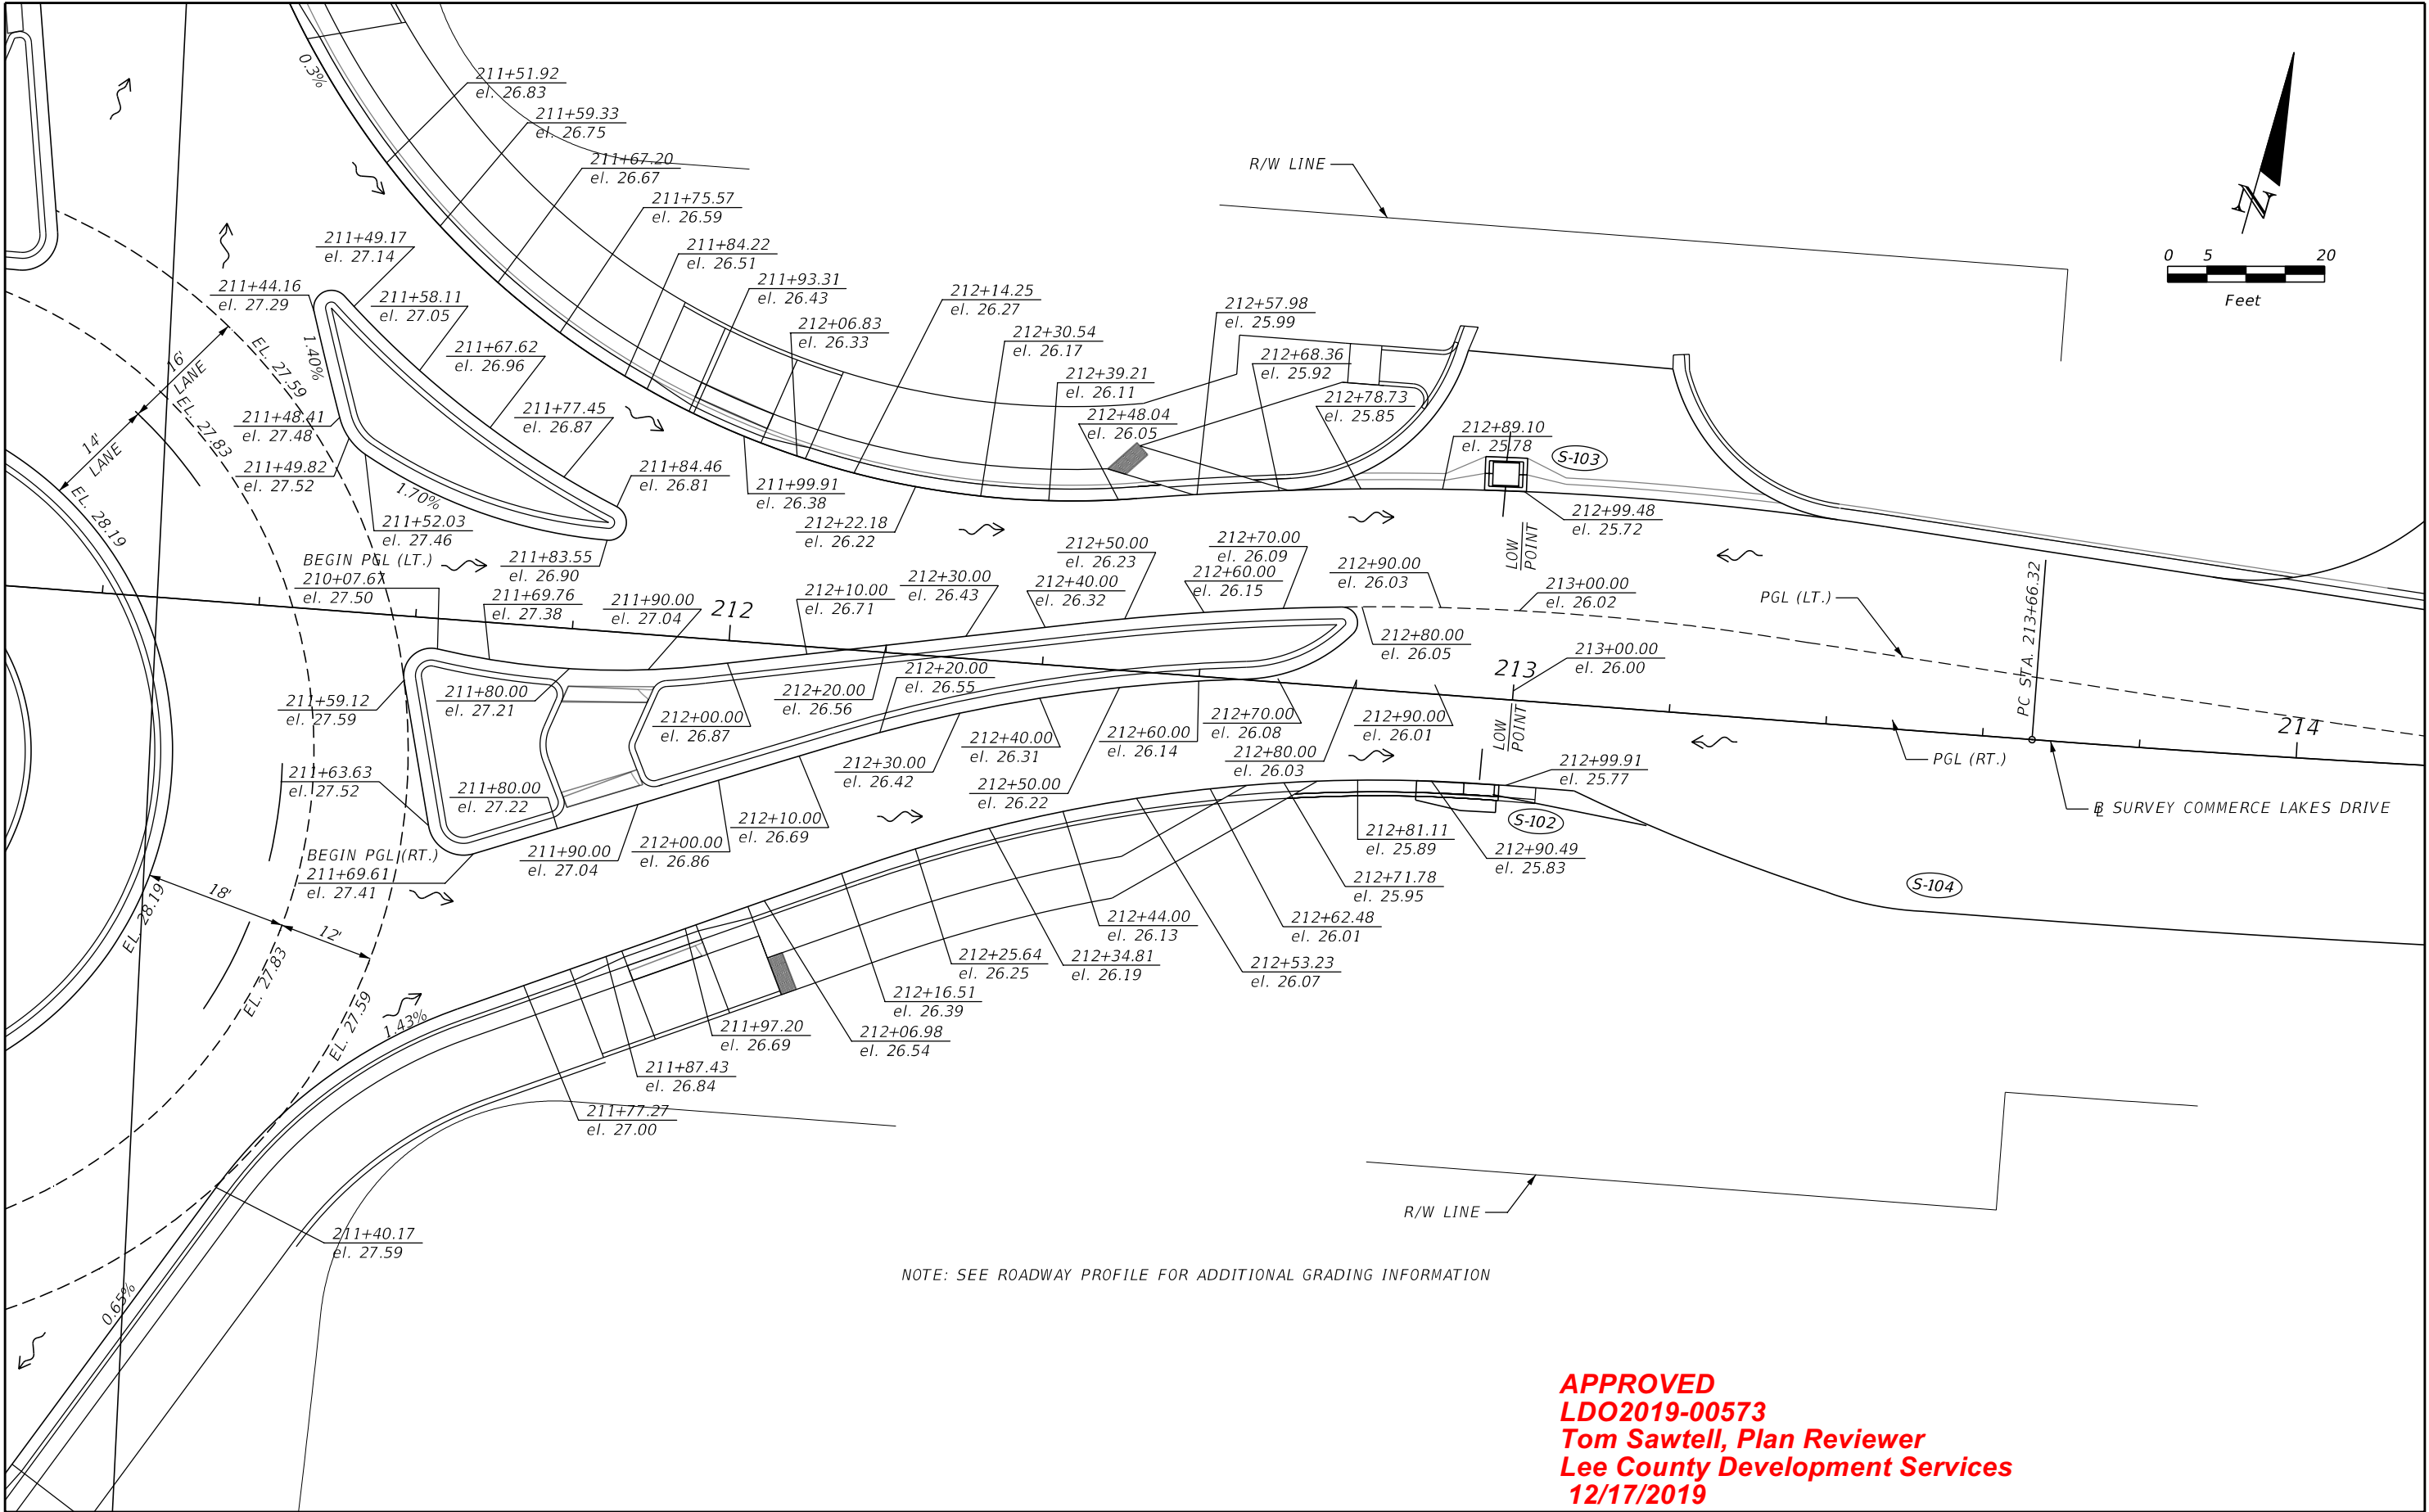 0.3%
211+51.92
el. 26.83
211+59.33
el. 26.75
211+67.20
el. 26.67
211+75.57
el. 26.59
211+84.22
el. 26.51
211+93.31
el. 26.43
212+06.83
el. 26.33
212+14.25
el. 26.27
212+30.54
el. 26.17
212+39.21
el. 26.11
212+48.04
el. 26.05
212+57.98
el. 25.99
212+68.36
el. 25.92
212+78.73
el. 25.85
212+89.10
el. 25.78
S-103
212+99.48
el. 25.72
R/W LINE
N
0 5 20
Feet
211+49.17
el. 27.14
211+44.16
el. 27.29
211+58.11
el. 27.05
211+67.62
el. 26.96
211+77.45
el. 26.87
211+84.46
el. 26.81
1.40%
EL. 27.59
16'
LANE
EL. 27.83
14'
LANE
EL. 28.19
211+48.41
el. 27.48
211+49.82
el. 27.52
1.70%
211+52.03
el. 27.46
211+83.55
el. 26.90
211+99.91
el. 26.38
212+22.18
el. 26.22
BEGIN PGL (LT.)
210+07.67
el. 27.50
211+69.76
el. 27.38
211+90.00
el. 27.04
212
212+10.00
el. 26.71
212+30.00
el. 26.43
212+50.00
el. 26.23
212+40.00
el. 26.32
212+70.00
el. 26.09
212+60.00
el. 26.15
212+90.00
el. 26.03
LOW
POINT
213+00.00
el. 26.02
PGL (LT.)
PC STA. 213+66.32
212+80.00
el. 26.05
213
213+00.00
el. 26.00
214
211+59.12
el. 27.59
211+80.00
el. 27.21
212+00.00
el. 26.87
212+20.00
el. 26.56
212+20.00
el. 26.55
212+30.00
el. 26.42
212+40.00
el. 26.31
212+50.00
el. 26.22
212+60.00
el. 26.14
212+70.00
el. 26.08
212+80.00
el. 26.03
212+90.00
el. 26.01
LOW
POINT
212+99.91
el. 25.77
PGL (RT.)
BL SURVEY COMMERCE LAKES DRIVE
211+63.63
el. 27.52
211+80.00
el. 27.22
BEGIN PGL (RT.)
211+69.61
el. 27.41
211+90.00
el. 27.04
212+00.00
el. 26.86
212+10.00
el. 26.69
S-102
212+81.11
el. 25.89
212+90.49
el. 25.83
S-104
212+71.78
el. 25.95
212+62.48
el. 26.01
212+53.23
el. 26.07
212+44.00
el. 26.13
212+34.81
el. 26.19
212+25.64
el. 26.25
212+16.51
el. 26.39
212+06.98
el. 26.54
211+97.20
el. 26.69
211+87.43
el. 26.84
211+77.27
el. 27.00
18'
12'
EL. 28.19
EL. 27.83
EL. 27.59
1.43%
211+40.17
el. 27.59
0.65%
R/W LINE
NOTE: SEE ROADWAY PROFILE FOR ADDITIONAL GRADING INFORMATION
APPROVED
LDO2019-00573
Tom Sawtell, Plan Reviewer
Lee County Development Services
12/17/2019